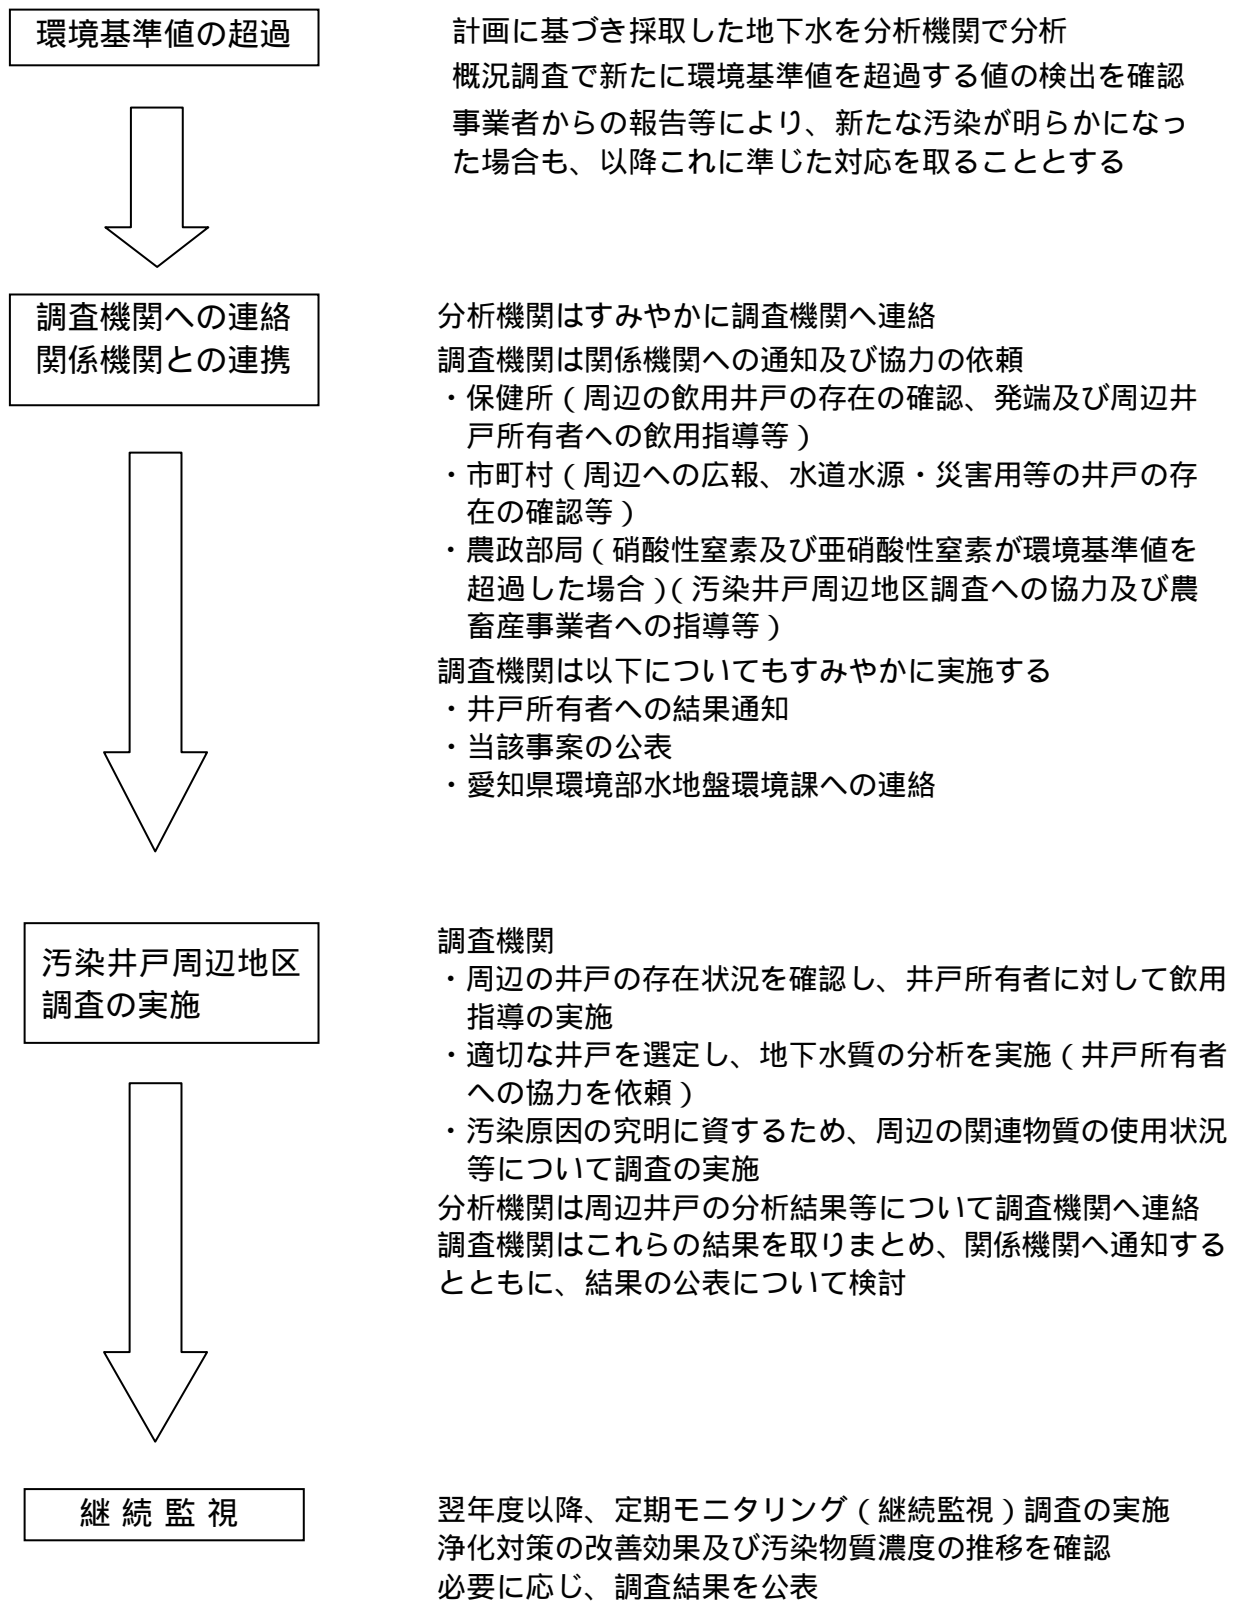 環境基準値の超過
計画に基づき採取した地下水を分析機関で分析
概況調査で新たに環境基準値を超過する値の検出を確認
事業者からの報告等により、新たな汚染が明らかになっ
た場合も、以降これに準じた対応を取ることとする
調査機関への連絡
関係機関との連携
分析機関はすみやかに調査機関へ連絡
調査機関は関係機関への通知及び協力の依頼
・保健所(周辺の飲用井戸の存在の確認、発端及び周辺井
戸所有者への飲用指導等)
・市町村(周辺への広報、水道水源・災害用等の井戸の存
在の確認等)
・農政部局(硝酸性窒素及び亜硝酸性窒素が環境基準値を
超過した場合)(汚染井戸周辺地区調査への協力及び農
畜産事業者への指導等)
調査機関は以下についてもすみやかに実施する
・井戸所有者への結果通知
・当該事案の公表
・愛知県環境部水地盤環境課への連絡
汚染井戸周辺地区
調査の実施
調査機関
・周辺の井戸の存在状況を確認し、井戸所有者に対して飲用
指導の実施
・適切な井戸を選定し、地下水質の分析を実施(井戸所有者
への協力を依頼)
・汚染原因の究明に資するため、周辺の関連物質の使用状況
等について調査の実施
分析機関は周辺井戸の分析結果等について調査機関へ連絡
調査機関はこれらの結果を取りまとめ、関係機関へ通知する
とともに、結果の公表について検討
継 続 監 視
翌年度以降、定期モニタリング(継続監視)調査の実施
浄化対策の改善効果及び汚染物質濃度の推移を確認
必要に応じ、調査結果を公表